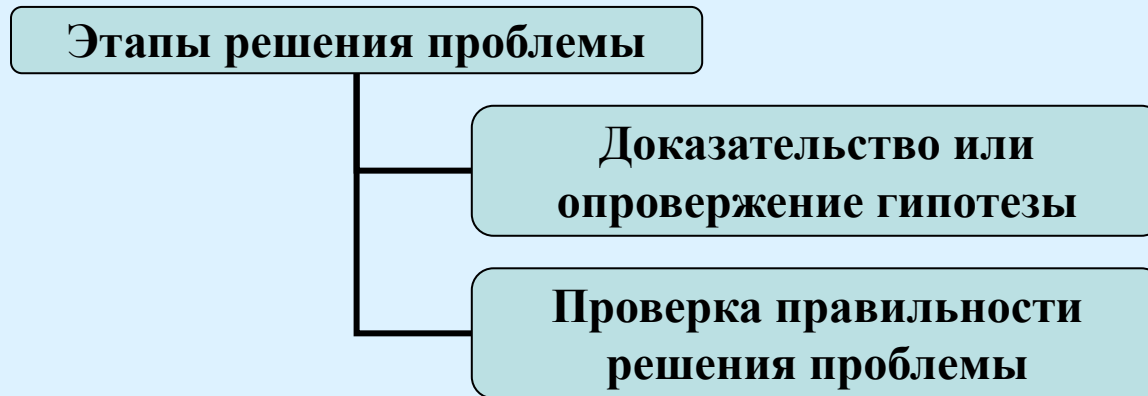 Этапы решения проблемы
Доказательство или
опровержение гипотезы
Проверка правильности
решения проблемы